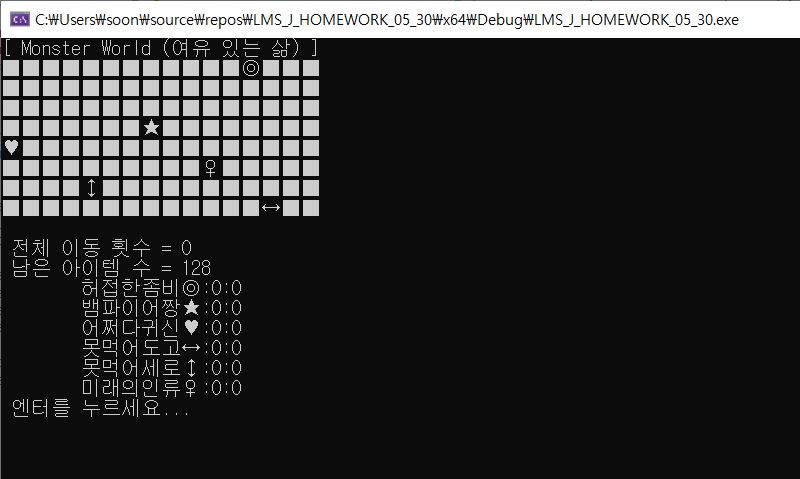 C:₩Users₩soon₩source₩repos₩LMS_J_HOMEWORK_05_30₩x64₩Debug₩LMS_J_HOMEWORK_05_30.exe
[ Monster World (여유 있는 삶) ]
■■■■■■■■■■■■◎■■■
■■■■■■■■■■■■■■■■
■■■■■■■■■■■■■■■■
■■■■■■■★■■■■■■■■
♥■■■■■■■■■■■■■■■
■■■■■■■■■■♀■■■■■
■■■■↕■■■■■■■■■■■
■■■■■■■■■■■■■↔■■
전체 이동 횟수 = 0
남은 아이템 수 = 128
허접한좀비◎:0:0
뱀파이어짱★:0:0
어쩌다귀신♥:0:0
못먹어도고↔:0:0
못먹어세로↕:0:0
미래의인류♀:0:0
엔터를 누르세요...